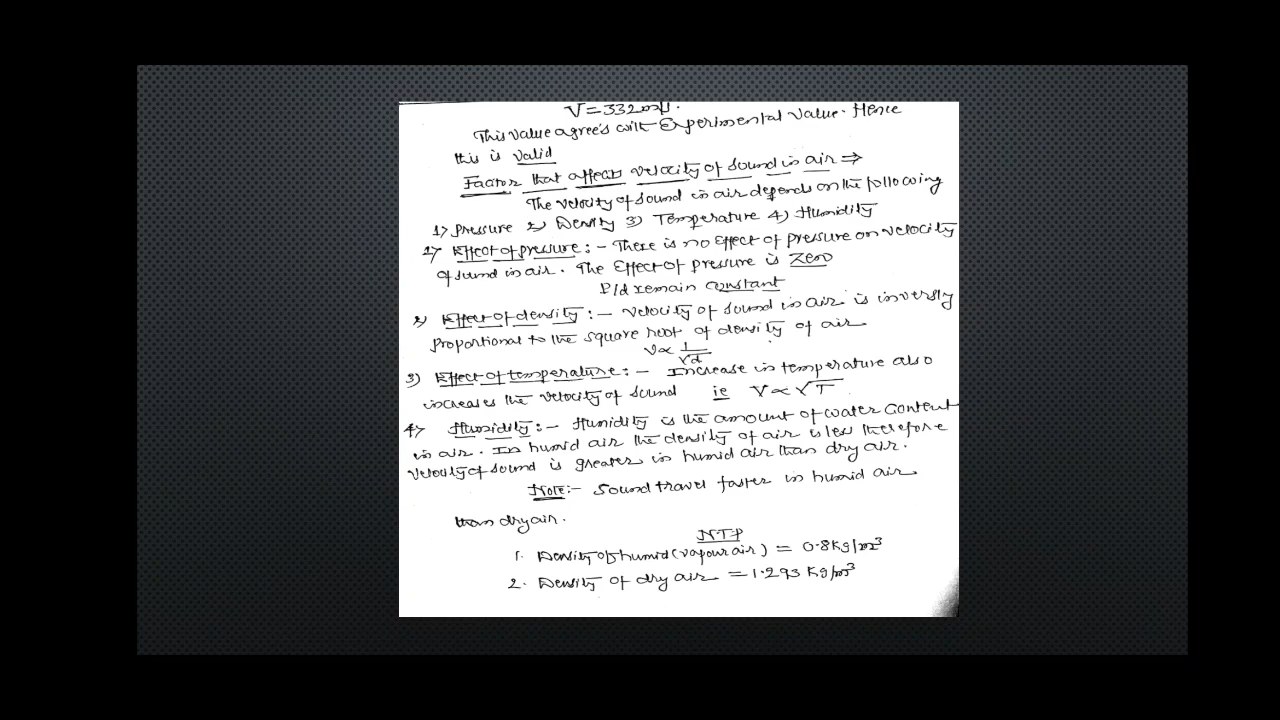 V = 332 m/s.
This value agree's with Experimental value. Hence
this is valid
Factors that affects velocity of sound in air ⇒
The velocity of sound in air depends on the following
1) Pressure 2) Density 3) Temperature 4) Humidity
1) Effect of pressure :- There is no effect of pressure on velocity
of sound in air. The Effect of pressure is Zero
P/d remain constant
2) Effect of density :- Velocity of sound in air is inversly
proportional to the square root of density of air
V ∝ 1/√d
3) Effect of temperature :- Increase in temperature also
increases the velocity of sound ie V ∝ √T
4) Humidity :- Humidity is the amount of water content
in air. In humid air the density of air is less therefore
velocity of sound is greater in humid air than dry air.
Note:- Sound travel faster in humid air
than dry air.
NTP
1. Density of humid (vapour air) = 0.8 Kg/m³
2. Density of dry air = 1.293 Kg/m³